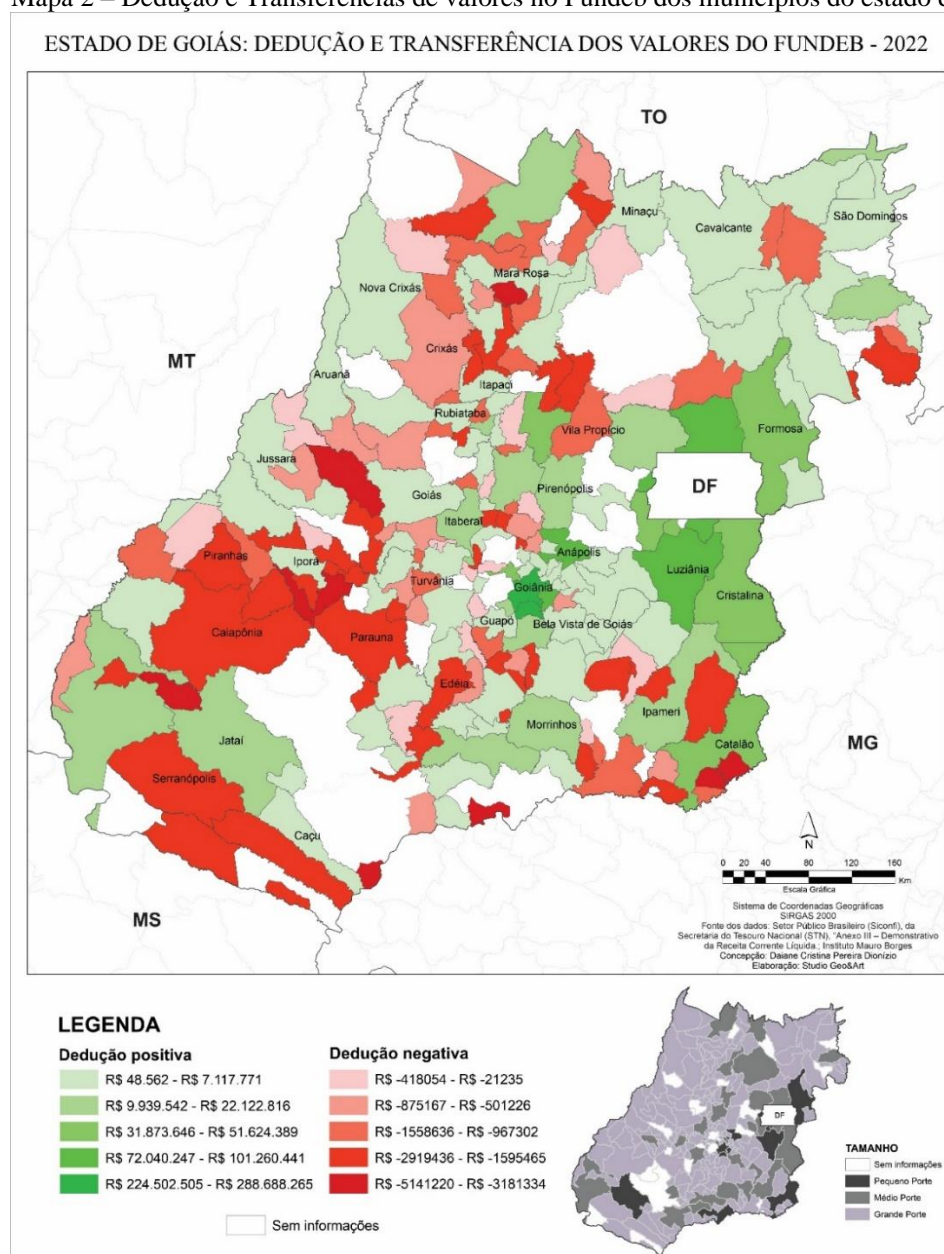 Mapa 2 – Dedução e Transferências de valores no Fundeb dos municípios do estado d
ESTADO DE GOIÁS: DEDUÇÃO E TRANSFERÊNCIA DOS VALORES DO FUNDEB - 2022
TO
Minaçu
Cavalcante
São Domingos
Mara Rosa
Nova Crixás
MT
Crixás
Aruanã
Itapaci
Rubiataba
Vila Propício
Formosa
Jussara
DF
Goiás
Pirenópolis
Itaberaí
Piranhas
Iporá
Anápolis
Luziânia
Turvânia
Goiânia
Cristalina
Guapó
Bela Vista de Goiás
Caiapônia
Parauna
Edéia
Ipameri
Morrinhos
Jataí
Catalão
MG
Serranópolis
Caçu
N
0 20 40 80 120 160
Km
Escala Gráfica
MS
Sistema de Coordenadas Geográficas
SIRGAS 2000
Fonte dos dados: Setor Público Brasileiro (Siconfi), da
Secretaria do Tesouro Nacional (STN), "Anexo III – Demonstrativo
da Receita Corrente Líquida.; Instituto Mauro Borges
Concepção: Daiane Cristina Pereira Dionízio
Elaboração: Studio Geo&Art
LEGENDA
Dedução positiva
R$ 48.562 - R$ 7.117.771
R$ 9.939.542 - R$ 22.122.816
R$ 31.873.646 - R$ 51.624.389
R$ 72.040.247 - R$ 101.260.441
R$ 224.502.505 - R$ 288.688.265
Dedução negativa
R$ -418054 - R$ -21235
R$ -875167 - R$ -501226
R$ -1558636 - R$ -967302
R$ -2919436 - R$ -1595465
R$ -5141220 - R$ -3181334
Sem informações
DF
TAMANHO
Sem informações
Pequeno Porte
Médio Porte
Grande Porte